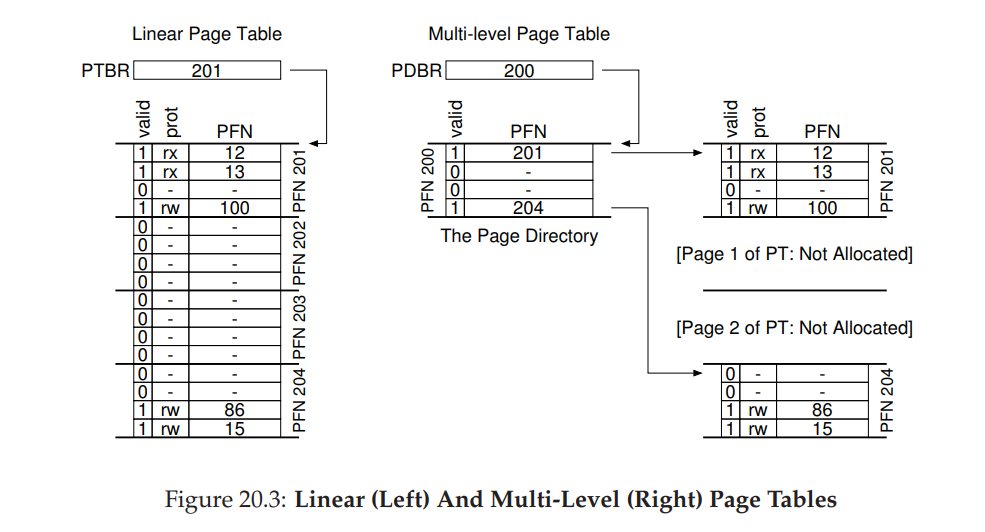 Linear Page Table
PTBR 201
valid prot PFN
1 rx 12
1 rx 13
0 - -
1 rw 100
PFN 201
0 - -
0 - -
0 - -
0 - -
PFN 202
0 - -
0 - -
0 - -
0 - -
PFN 203
0 - -
0 - -
1 rw 86
1 rw 15
PFN 204
Multi-level Page Table
PDBR 200
valid PFN
PFN 200
1 201
0 -
0 -
1 204
The Page Directory
valid prot PFN
1 rx 12
1 rx 13
0 - -
1 rw 100
PFN 201
[Page 1 of PT: Not Allocated]
[Page 2 of PT: Not Allocated]
0 - -
0 - -
1 rw 86
1 rw 15
PFN 204
Figure 20.3: Linear (Left) And Multi-Level (Right) Page Tables